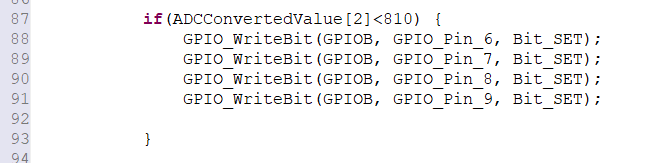 87 if(ADCConvertedValue[2]<810) {
88 GPIO_WriteBit(GPIOB, GPIO_Pin_6, Bit_SET);
89 GPIO_WriteBit(GPIOB, GPIO_Pin_7, Bit_SET);
90 GPIO_WriteBit(GPIOB, GPIO_Pin_8, Bit_SET);
91 GPIO_WriteBit(GPIOB, GPIO_Pin_9, Bit_SET);
92
93 }
94